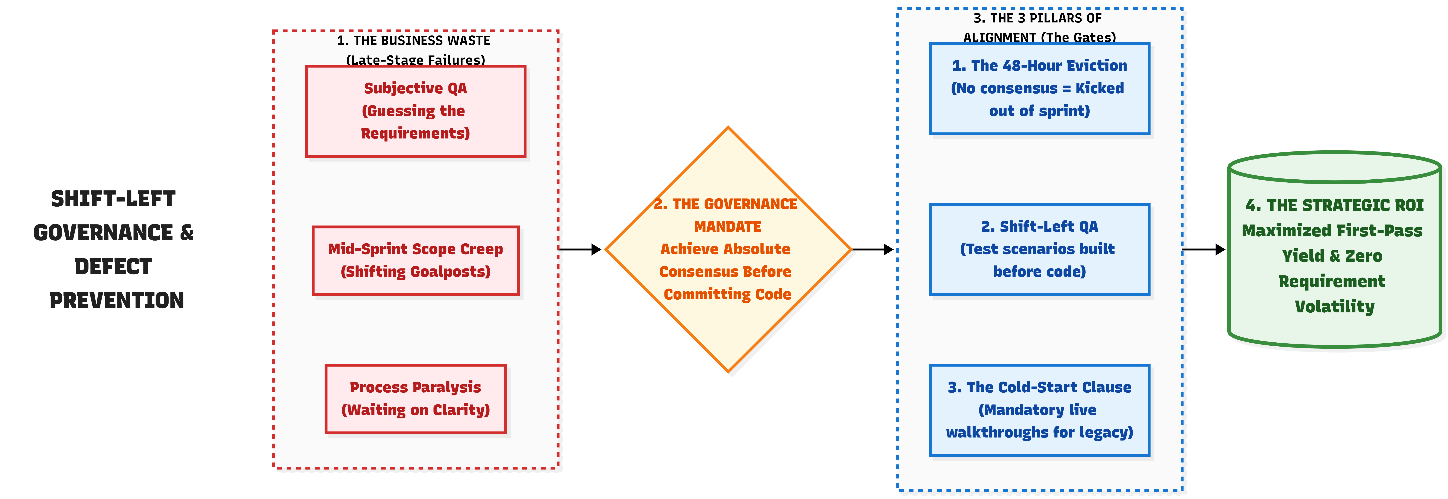 SHIFT-LEFT
GOVERNANCE &
DEFECT
PREVENTION
1. THE BUSINESS WASTE
(Late-Stage Failures)
Subjective QA
(Guessing the
Requirements)
Mid-Sprint Scope Creep
(Shifting Goalposts)
Process Paralysis
(Waiting on Clarity)
2. THE GOVERNANCE
MANDATE
Achieve Absolute
Consensus Before
Committing Code
3. THE 3 PILLARS OF
ALIGNMENT (The Gates)
1. The 48-Hour Eviction
(No consensus = Kicked
out of sprint)
2. Shift-Left QA
(Test scenarios built
before code)
3. The Cold-Start Clause
(Mandatory live
walkthroughs for legacy)
4. THE STRATEGIC ROI
Maximized First-Pass
Yield & Zero
Requirement
Volatility